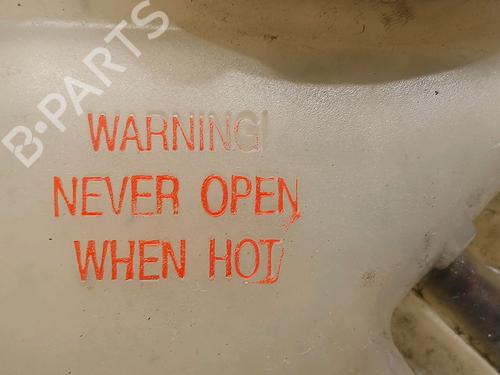 B-PARTS
WARNING!
NEVER OPEN
WHEN HOT